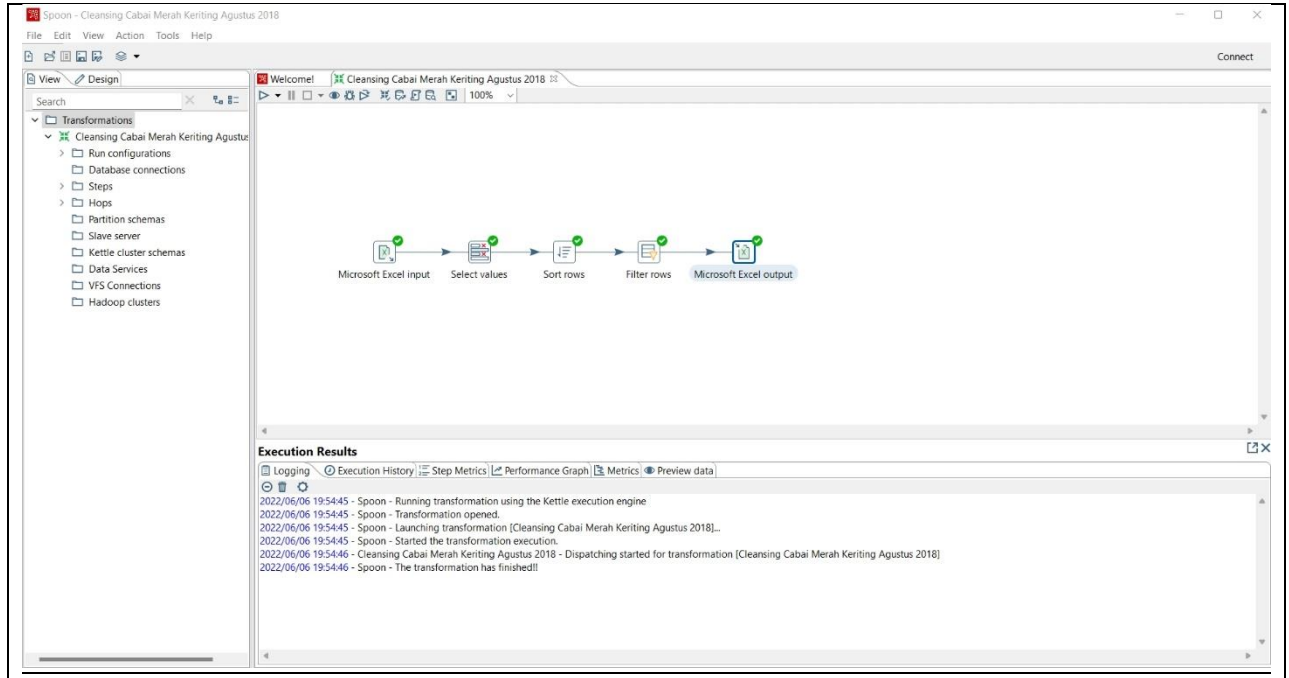 Spoon - Cleansing Cabai Merah Keriting Agustus 2018
File Edit View Action Tools Help
Connect
View Design
Welcome! Cleansing Cabai Merah Keriting Agustus 2018
Search
100%
Transformations
Cleansing Cabai Merah Keriting Agustus
Run configurations
Database connections
Steps
Hops
Partition schemas
Slave server
Kettle cluster schemas
Data Services
VFS Connections
Hadoop clusters
Microsoft Excel input Select values Sort rows Filter rows Microsoft Excel output
Execution Results
Logging Execution History Step Metrics Performance Graph Metrics Preview data
2022/06/06 19:54:45 - Spoon - Running transformation using the Kettle execution engine
2022/06/06 19:54:45 - Spoon - Transformation opened.
2022/06/06 19:54:45 - Spoon - Launching transformation [Cleansing Cabai Merah Keriting Agustus 2018]...
2022/06/06 19:54:45 - Spoon - Started the transformation execution.
2022/06/06 19:54:46 - Cleansing Cabai Merah Keriting Agustus 2018 - Dispatching started for transformation [Cleansing Cabai Merah Keriting Agustus 2018]
2022/06/06 19:54:46 - Spoon - The transformation has finished!!